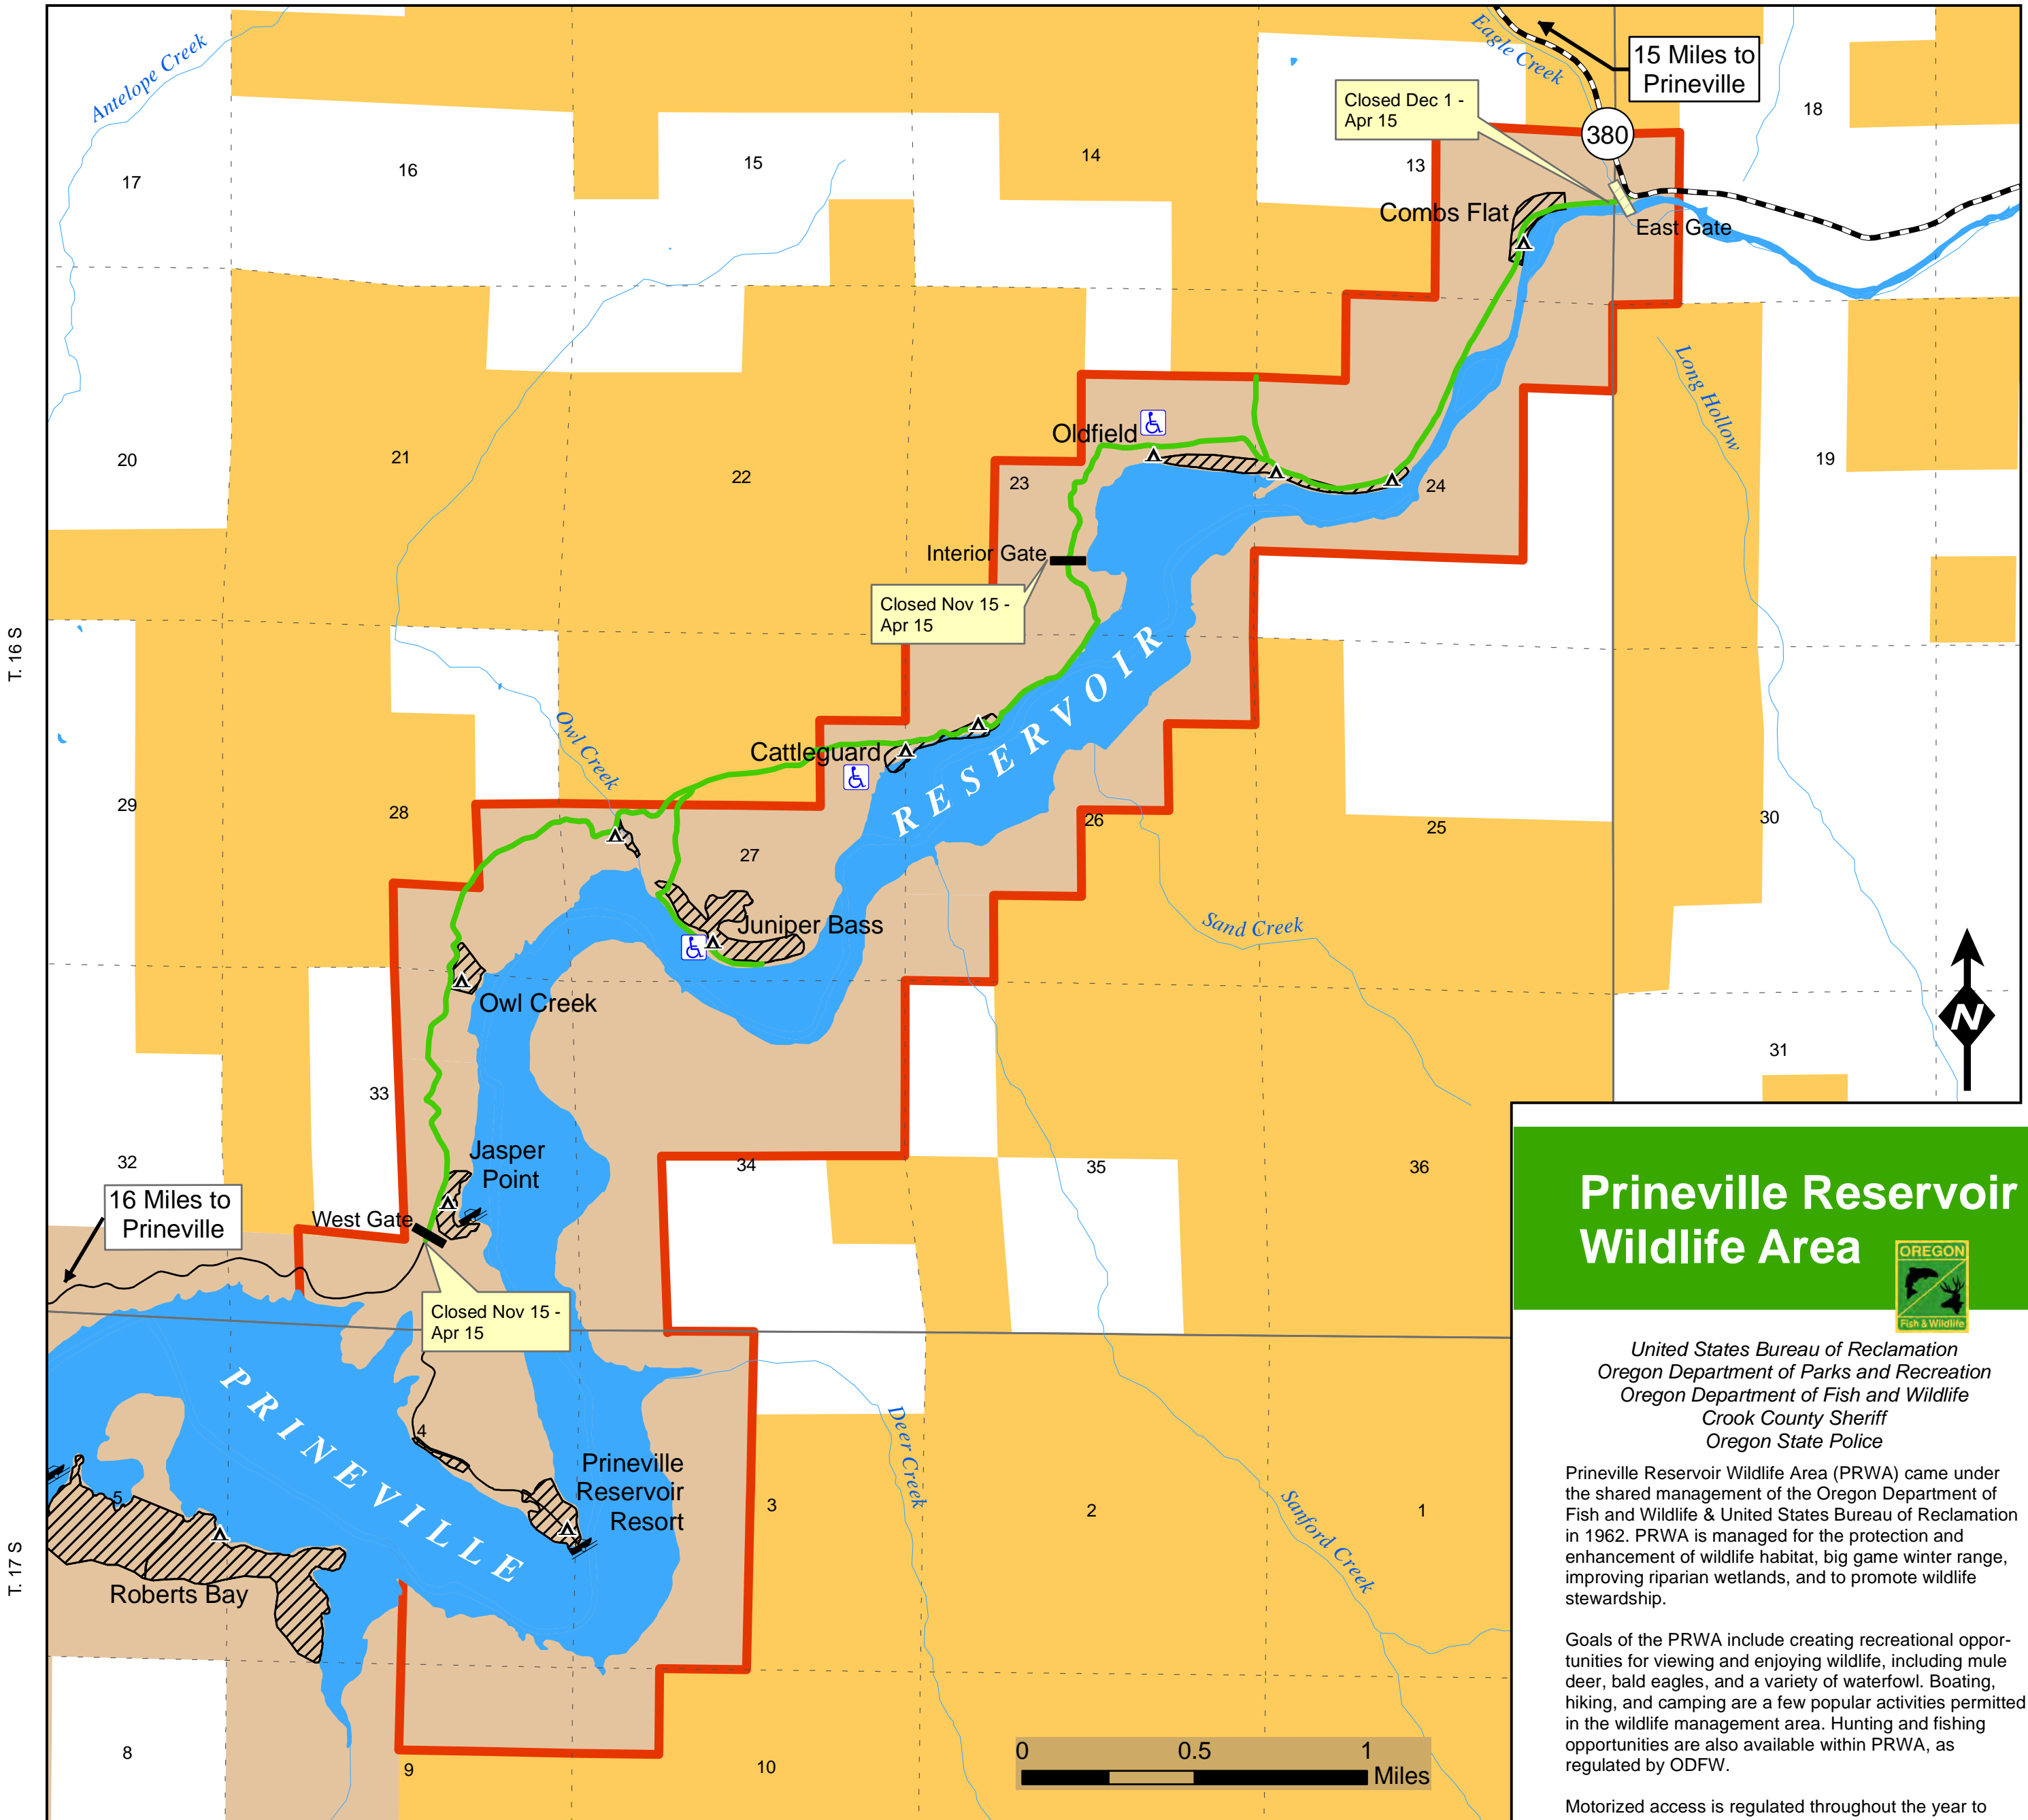 Antelope Creek
Eagle Creek
15 Miles to
Prineville
380
Closed Dec 1 -
Apr 15
18
17
16
15
14
13
Combs Flat
East Gate
Long Hollow
Oldfield
20
21
22
23
24
19
Interior Gate
Closed Nov 15 -
Apr 15
T. 16 S
RESERVOIR
Owl Creek
Cattleguard
29
28
27
26
25
30
Juniper Bass
Sand Creek
Owl Creek
N
31
33
Jasper
Point
32
34
35
36
16 Miles to
Prineville
West Gate
Closed Nov 15 -
Apr 15
PRINEVILLE
4
Deer Creek
Prineville
Reservoir
Resort
5
3
2
1
Sanford Creek
T. 17 S
Roberts Bay
8
9
10
0 0.5 1
Miles
Prineville Reservoir
Wildlife Area
OREGON
Fish & Wildlife
United States Bureau of Reclamation
Oregon Department of Parks and Recreation
Oregon Department of Fish and Wildlife
Crook County Sheriff
Oregon State Police
Prineville Reservoir Wildlife Area (PRWA) came under
the shared management of the Oregon Department of
Fish and Wildlife & United States Bureau of Reclamation
in 1962. PRWA is managed for the protection and
enhancement of wildlife habitat, big game winter range,
improving riparian wetlands, and to promote wildlife
stewardship.
Goals of the PRWA include creating recreational oppor-
tunities for viewing and enjoying wildlife, including mule
deer, bald eagles, and a variety of waterfowl. Boating,
hiking, and camping are a few popular activities permitted
in the wildlife management area. Hunting and fishing
opportunities are also available within PRWA, as
regulated by ODFW.
Motorized access is regulated throughout the year to